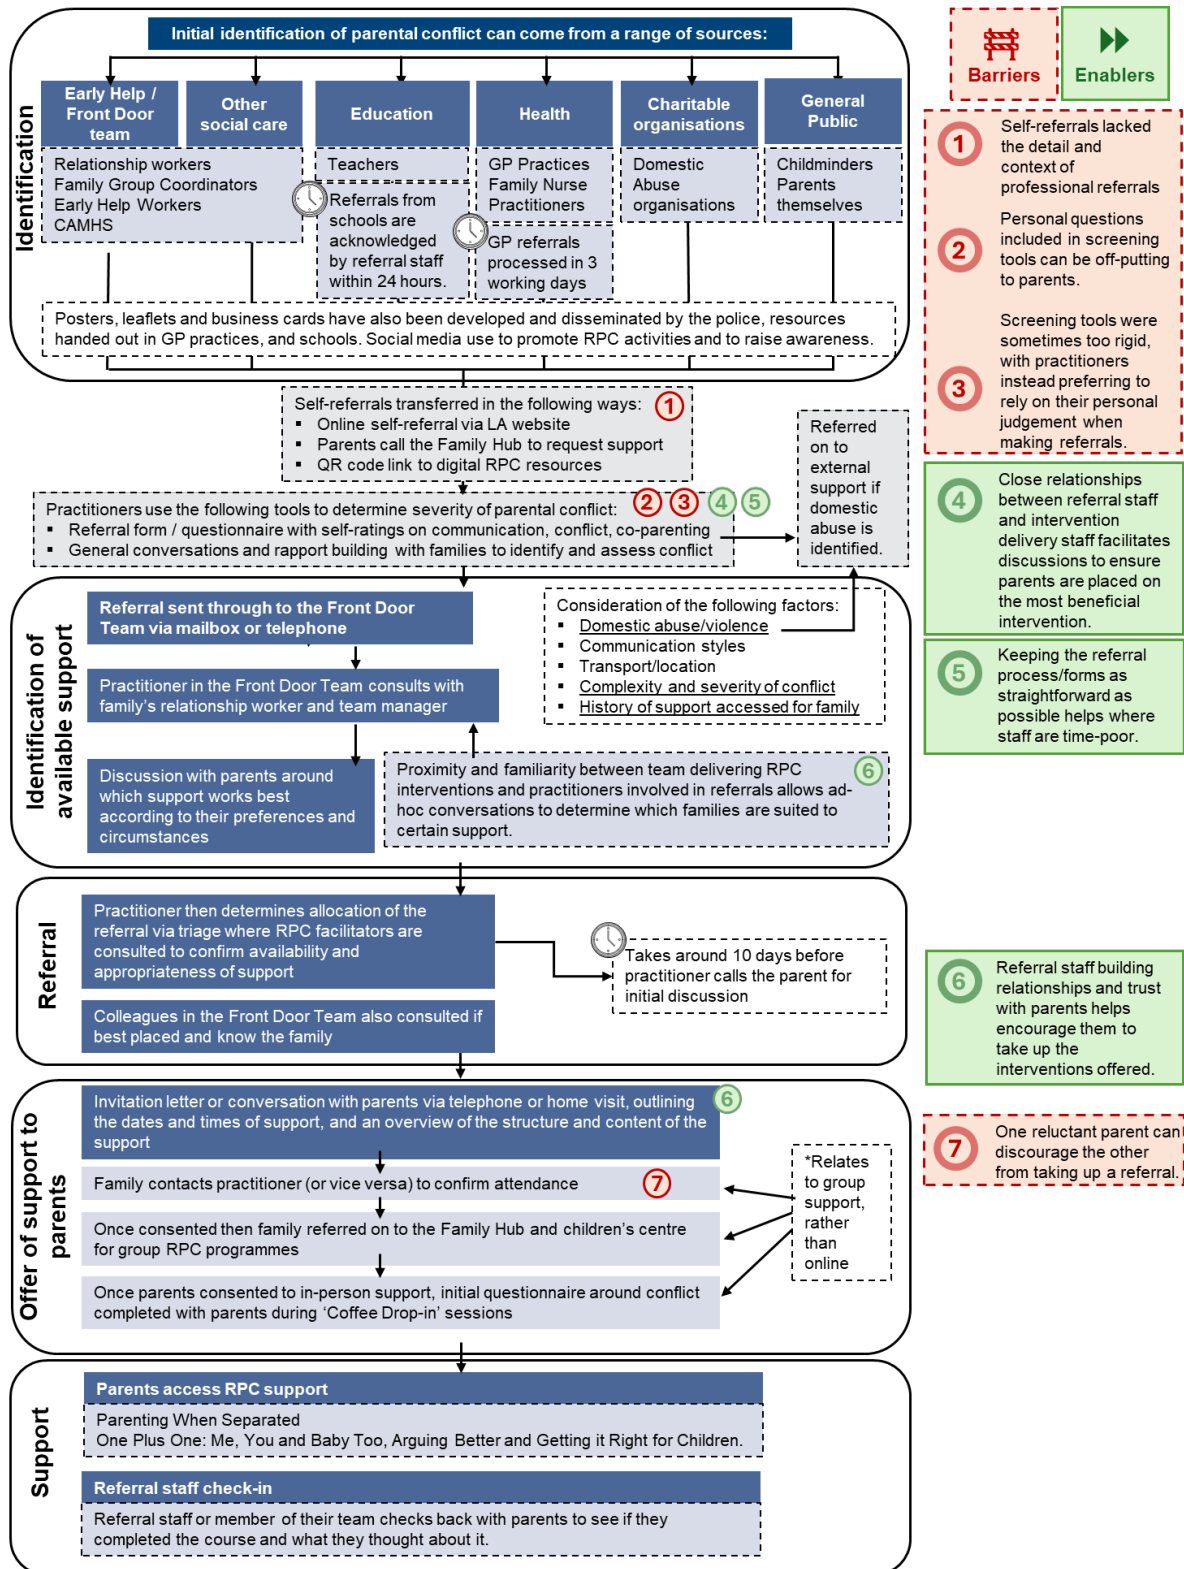 Initial identification of parental conflict can come from a range of sources:
Barriers
Enablers
Identification
Early Help /
Front Door
team
Other
social care
Education
Health
Charitable
organisations
General
Public
Relationship workers
Family Group Coordinators
Early Help Workers
CAMHS
Teachers
Referrals from
schools are
acknowledged
by referral staff
within 24 hours.
GP Practices
Family Nurse
Practitioners
GP referrals
processed in 3
working days
Domestic
Abuse
organisations
Childminders
Parents
themselves
Posters, leaflets and business cards have also been developed and disseminated by the police, resources
handed out in GP practices, and schools. Social media use to promote RPC activities and to raise awareness.
1
Self-referrals lacked
the detail and
context of
professional referrals
2
Personal questions
included in screening
tools can be off-putting
to parents.
3
Screening tools were
sometimes too rigid,
with practitioners
instead preferring to
rely on their personal
judgement when
making referrals.
Self-referrals transferred in the following ways:
1
▪ Online self-referral via LA website
▪ Parents call the Family Hub to request support
▪ QR code link to digital RPC resources
Referred
on to
external
support if
domestic
abuse is
identified.
Practitioners use the following tools to determine severity of parental conflict:
2 3 4 5
▪ Referral form / questionnaire with self-ratings on communication, conflict, co-parenting
▪ General conversations and rapport building with families to identify and assess conflict
4
Close relationships
between referral staff
and intervention
delivery staff facilitates
discussions to ensure
parents are placed on
the most beneficial
intervention.
5
Keeping the referral
process/forms as
straightforward as
possible helps where
staff are time-poor.
Identification of
available support
Referral sent through to the Front Door
Team via mailbox or telephone
Practitioner in the Front Door Team consults with
family's relationship worker and team manager
Discussion with parents around
which support works best
according to their preferences and
circumstances
Consideration of the following factors:
▪ Domestic abuse/violence
▪ Communication styles
▪ Transport/location
▪ Complexity and severity of conflict
▪ History of support accessed for family
Proximity and familiarity between team delivering RPC
interventions and practitioners involved in referrals allows ad-
hoc conversations to determine which families are suited to
certain support.
6
Referral
Practitioner then determines allocation of the
referral via triage where RPC facilitators are
consulted to confirm availability and
appropriateness of support
Colleagues in the Front Door Team also consulted if
best placed and know the family
Takes around 10 days before
practitioner calls the parent for
initial discussion
6
Referral staff building
relationships and trust
with parents helps
encourage them to
take up the
interventions offered.
Offer of support to
parents
Invitation letter or conversation with parents via telephone or home visit, outlining
the dates and times of support, and an overview of the structure and content of the
support
6
Family contacts practitioner (or vice versa) to confirm attendance
7
Once consented then family referred on to the Family Hub and children's centre
for group RPC programmes
Once parents consented to in-person support, initial questionnaire around conflict
completed with parents during 'Coffee Drop-in' sessions
*Relates
to group
support,
rather
than
online
7
One reluctant parent can
discourage the other
from taking up a referral.
Support
Parents access RPC support
Parenting When Separated
One Plus One: Me, You and Baby Too, Arguing Better and Getting it Right for Children.
Referral staff check-in
Referral staff or member of their team checks back with parents to see if they
completed the course and what they thought about it.